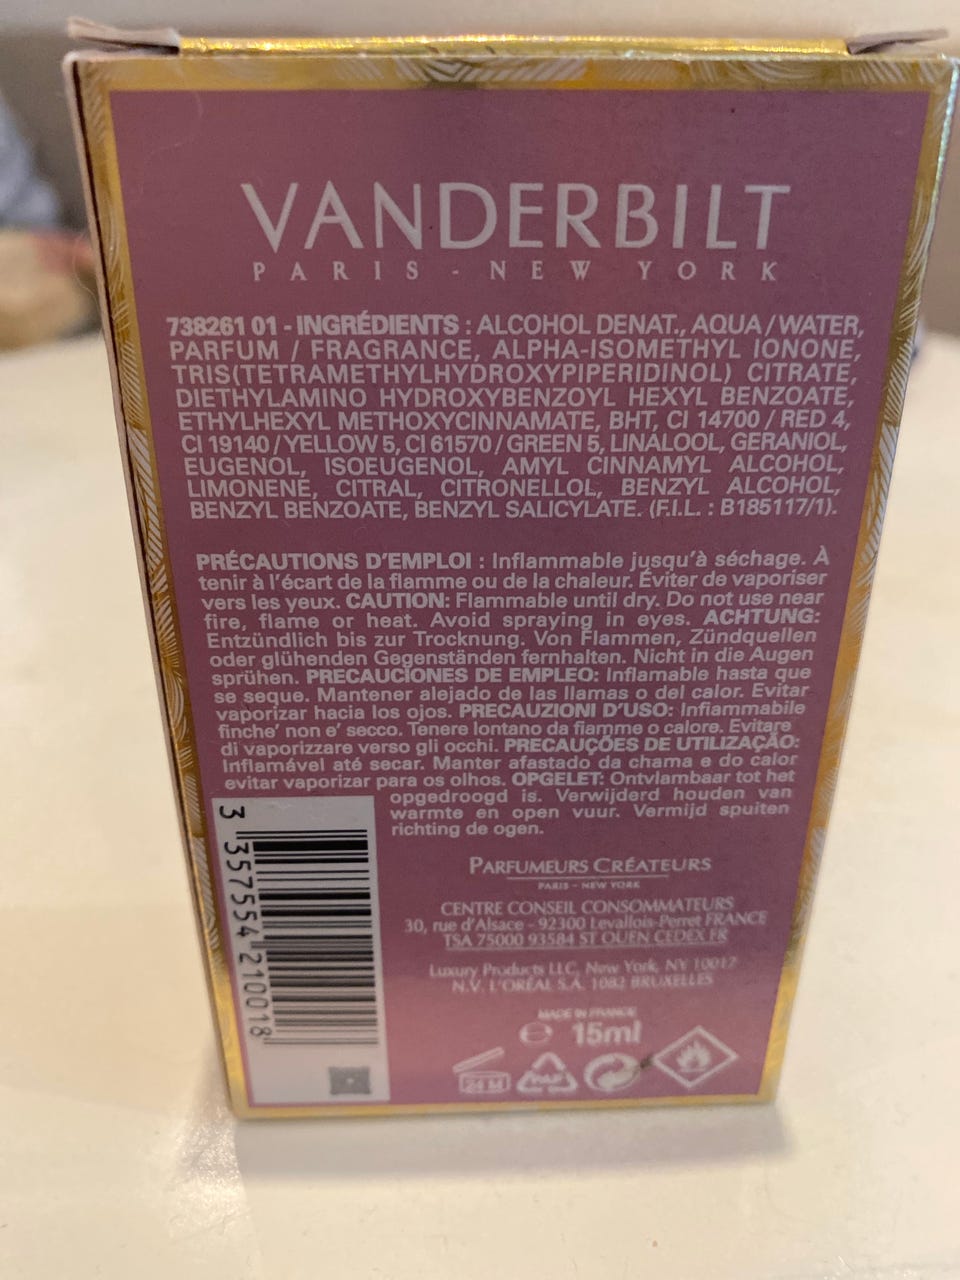 VANDERBILT
PARIS - NEW YORK
738261 01 - INGRÉDIENTS : ALCOHOL DENAT., AQUA / WATER,
PARFUM / FRAGRANCE, ALPHA-ISOMETHYL IONONE,
TRIS(TETRAMETHYLHYDROXYPIPERIDINOL) CITRATE,
DIETHYLAMINO HYDROXYBENZOYL HEXYL BENZOATE,
ETHYLHEXYL METHOXYCINNAMATE, BHT, CI 14700 / RED 4,
CI 19140 / YELLOW 5, CI 61570 / GREEN 5, LINALOOL, GERANIOL,
EUGENOL, ISOEUGENOL, AMYL CINNAMYL ALCOHOL,
LIMONENE, CITRAL, CITRONELLOL, BENZYL ALCOHOL,
BENZYL BENZOATE, BENZYL SALICYLATE. (F.I.L. : B185117/1).
PRÉCAUTIONS D'EMPLOI : Inflammable jusqu'à séchage. À
tenir à l'écart de la flamme ou de la chaleur. Éviter de vaporiser
vers les yeux. CAUTION: Flammable until dry. Do not use near
fire, flame or heat. Avoid spraying in eyes. ACHTUNG:
Entzündlich bis zur Trocknung. Von Flammen, Zündquellen
oder glühenden Gegenständen fernhalten. Nicht in die Augen
sprühen. PRECAUCIONES DE EMPLEO: Inflamable hasta que
se seque. Mantener alejado de las llamas o del calor. Evitar
vaporizar hacia los ojos. PRECAUZIONI D'USO: Infiammabile
finche' non e' secco. Tenere lontano da fiamme o calore. Evitare
di vaporizzare verso gli occhi. PRECAUÇÕES DE UTILIZAÇÃO:
Inflamável até secar. Manter afastado da chama e do calor
evitar vaporizar para os olhos. OPGELET: Ontvlambaar tot het
opgedroogd is. Verwijderd houden van
warmte en open vuur. Vermijd spuiten
richting de ogen.
3 357554 210018
PARFUMEURS CRÉATEURS
PARIS - NEW YORK
CENTRE CONSEIL CONSOMMATEURS
30, rue d'Alsace - 92300 Levallois-Perret FRANCE
TSA 75000 93584 ST OUEN CEDEX FR
Luxury Products LLC, New York, NY 10017
N.V. L'ORÉAL S.A. 1082 BRUXELLES
MADE IN FRANCE
e 15ml
24 M
PAP